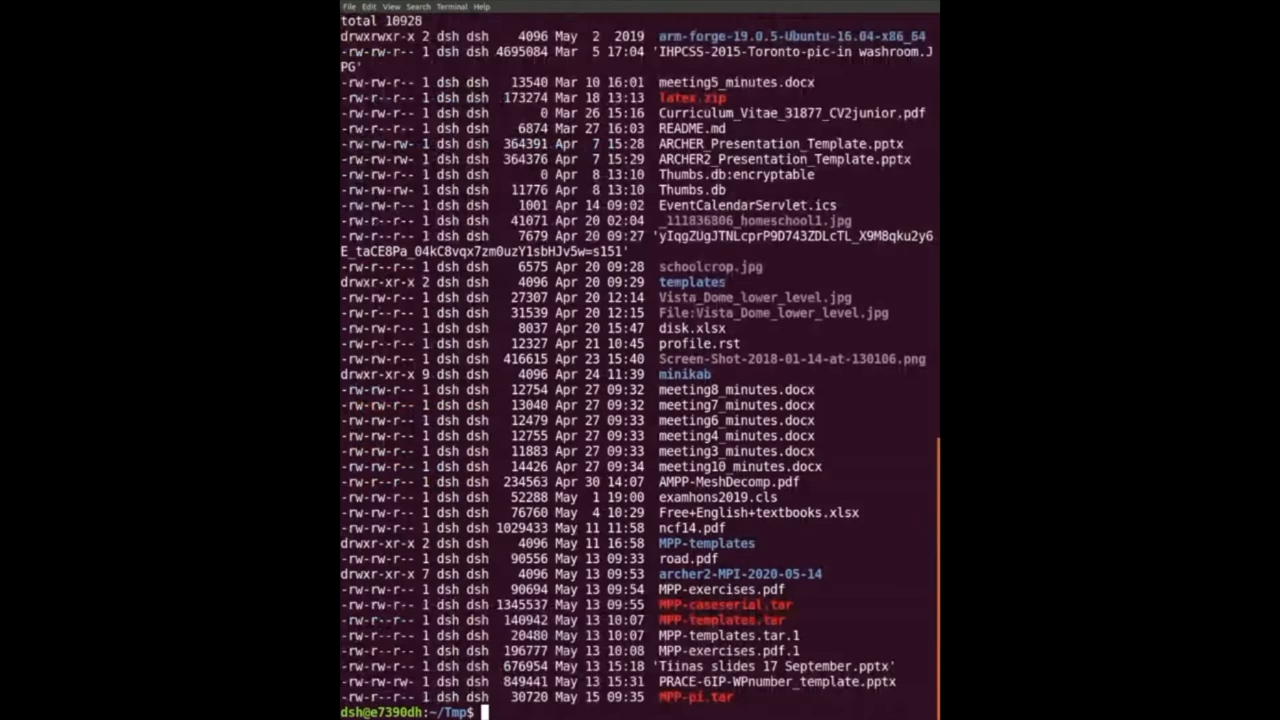 File Edit View Search Terminal Help
total 10928
drwxrwxr-x 2 dsh dsh    4096 May  2  2019 arm-forge-19.0.5-Ubuntu-16.04-x86_64
-rw-rw-r-- 1 dsh dsh 4695084 Mar  5 17:04 'IHPCSS-2015-Toronto-pic-in washroom.J
PG'
-rw-rw-r-- 1 dsh dsh   13540 Mar 10 16:01 meeting5_minutes.docx
-rw-r--r-- 1 dsh dsh  173274 Mar 18 13:13 latex.zip
-rw-rw-r-- 1 dsh dsh       0 Mar 26 15:16 Curriculum_Vitae_31877_CV2junior.pdf
-rw-rw-r-- 1 dsh dsh    6874 Mar 27 16:03 README.md
-rw-rw-rw- 1 dsh dsh  364391 Apr  7 15:28 ARCHER_Presentation_Template.pptx
-rw-rw-rw- 1 dsh dsh  364376 Apr  7 15:29 ARCHER2_Presentation_Template.pptx
-rw-rw-rw- 1 dsh dsh       0 Apr  8 13:10 Thumbs.db:encryptable
-rw-rw-rw- 1 dsh dsh   11776 Apr  8 13:10 Thumbs.db
-rw-rw-r-- 1 dsh dsh    1001 Apr 14 09:02 EventCalendarServlet.ics
-rw-r--r-- 1 dsh dsh   41071 Apr 20 02:04 _111836806_homeschool1.jpg
-rw-rw-r-- 1 dsh dsh    7679 Apr 20 09:27 'yIqgZUgJTNLcprP9D743ZDLcTL_X9M8qku2y6
E_taCE8Pa_04kC8vqx7zm0uzY1sbHJv5w=s151'
-rw-r--r-- 1 dsh dsh    6575 Apr 20 09:28 schoolcrop.jpg
drwxr-xr-x 2 dsh dsh    4096 Apr 20 09:29 templates
-rw-rw-r-- 1 dsh dsh   27307 Apr 20 12:14 Vista_Dome_lower_level.jpg
-rw-rw-r-- 1 dsh dsh   31539 Apr 20 12:15 File:Vista_Dome_lower_level.jpg
-rw-rw-r-- 1 dsh dsh    8037 Apr 20 15:47 disk.xlsx
-rw-rw-r-- 1 dsh dsh   12327 Apr 21 10:45 profile.rst
-rw-rw-r-- 1 dsh dsh  416615 Apr 23 15:40 Screen-Shot-2018-01-14-at-130106.png
drwxr-xr-x 9 dsh dsh    4096 Apr 24 11:39 minikab
-rw-rw-r-- 1 dsh dsh   12754 Apr 27 09:32 meeting8_minutes.docx
-rw-rw-r-- 1 dsh dsh   13040 Apr 27 09:32 meeting7_minutes.docx
-rw-rw-r-- 1 dsh dsh   12479 Apr 27 09:33 meeting6_minutes.docx
-rw-rw-r-- 1 dsh dsh   12755 Apr 27 09:33 meeting4_minutes.docx
-rw-rw-r-- 1 dsh dsh   11883 Apr 27 09:33 meeting3_minutes.docx
-rw-rw-r-- 1 dsh dsh   14426 Apr 27 09:34 meeting10_minutes.docx
-rw-rw-r-- 1 dsh dsh  234563 Apr 30 14:07 AMPP-MeshDecomp.pdf
-rw-rw-r-- 1 dsh dsh   52288 May  1 19:00 examhons2019.cls
-rw-rw-r-- 1 dsh dsh   76760 May  4 10:29 Free+English+textbooks.xlsx
-rw-rw-r-- 1 dsh dsh 1029433 May 11 11:58 ncf14.pdf
drwxr-xr-x 2 dsh dsh    4096 May 11 16:58 MPP-templates
-rw-rw-r-- 1 dsh dsh   90556 May 13 09:33 road.pdf
drwxr-xr-x 7 dsh dsh    4096 May 13 09:53 archer2-MPI-2020-05-14
-rw-rw-r-- 1 dsh dsh   90694 May 13 09:54 MPP-exercises.pdf
-rw-rw-r-- 1 dsh dsh 1345537 May 13 09:55 MPP-caseserial.tar
-rw-rw-r-- 1 dsh dsh  140942 May 13 10:07 MPP-templates.tar
-rw-r--r-- 1 dsh dsh   20480 May 13 10:07 MPP-templates.tar.1
-rw-r--r-- 1 dsh dsh  196777 May 13 10:08 MPP-exercises.pdf.1
-rw-rw-r-- 1 dsh dsh  676954 May 13 15:18 'Tiinas slides 17 September.pptx'
-rw-rw-r-- 1 dsh dsh  849441 May 13 15:31 PRACE-6IP-WPnumber_template.pptx
-rw-r--r-- 1 dsh dsh   30720 May 15 09:35 MPP-pi.tar
dsh@e7390dh:~/Tmp$